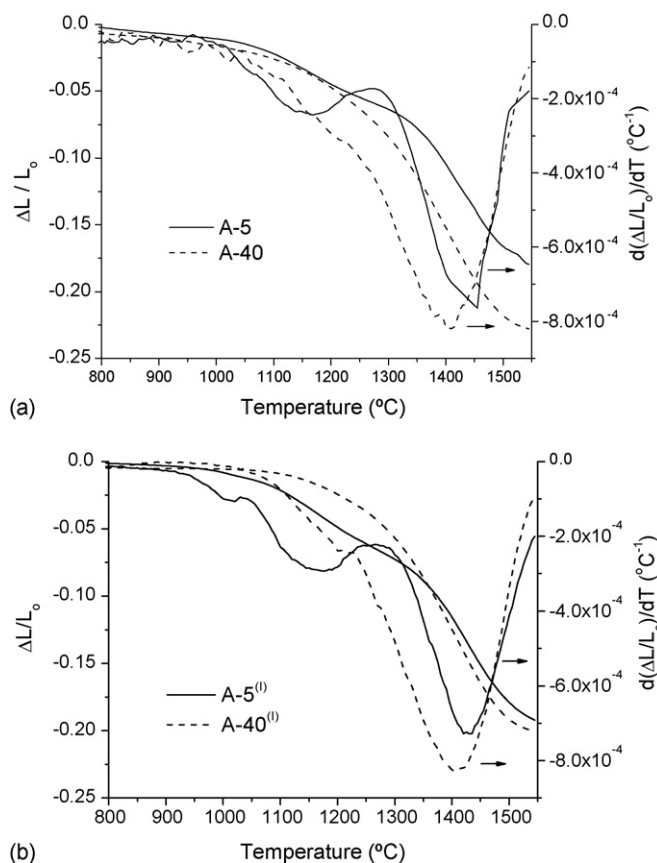 0.0
-0.05
-0.10
-0.15
-0.20
-0.25
ΔL / Lo
A-5
A-40
0.0
-2.0x10-4
-4.0x10-4
-6.0x10-4
-8.0x10-4
d(ΔL/Lo)/dT (oC-1)
800 900 1000 1100 1200 1300 1400 1500
(a) Temperature (ºC)
0.0
-0.05
-0.10
-0.15
-0.20
-0.25
ΔL/Lo
A-5(I)
A-40(I)
0.0
-2.0x10-4
-4.0x10-4
-6.0x10-4
-8.0x10-4
d(ΔL/Lo)/dT (oC-1)
800 900 1000 1100 1200 1300 1400 1500
(b) Temperature (ºC)